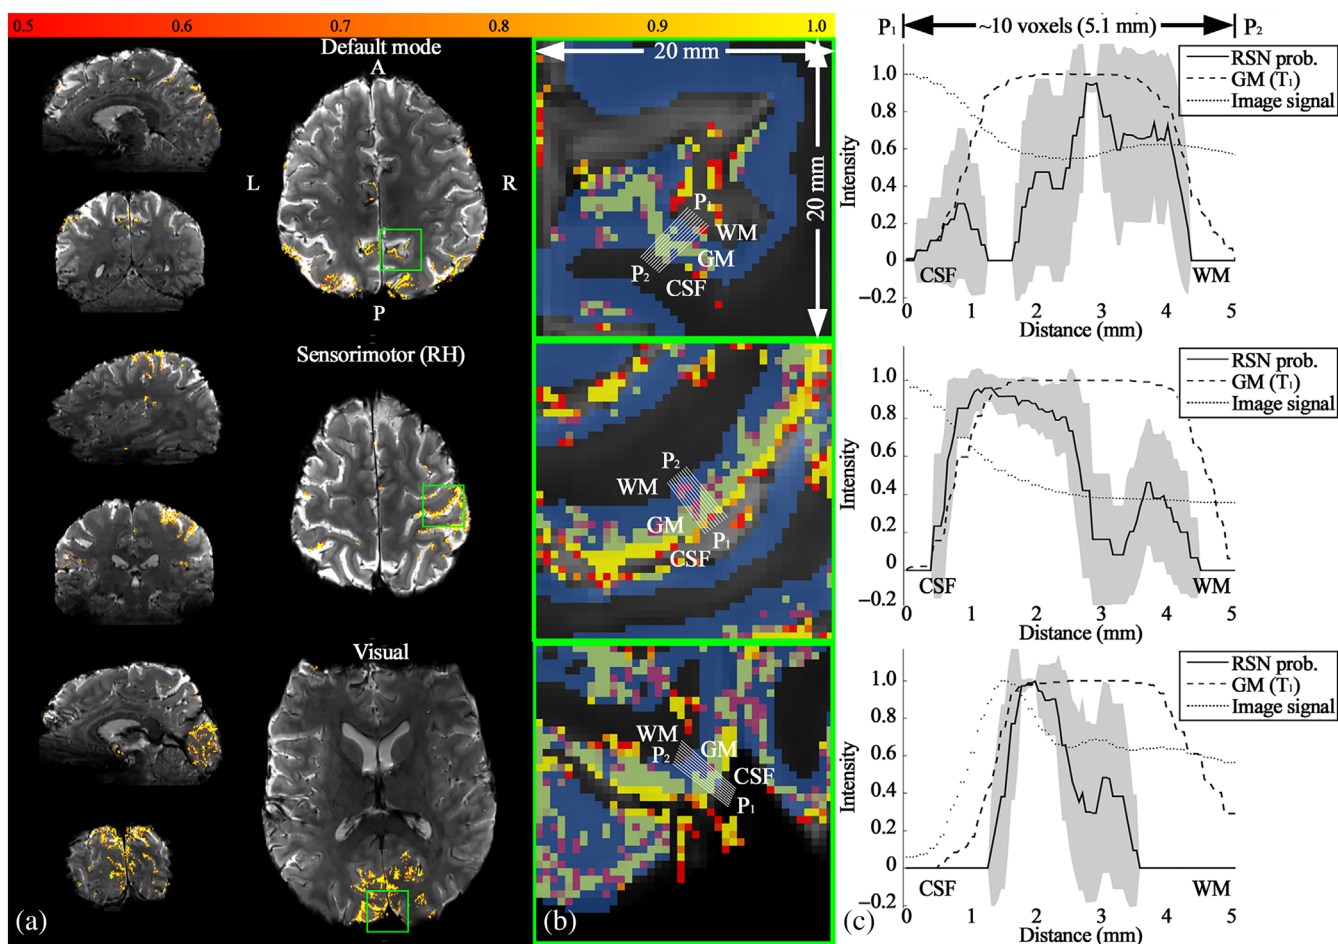 0.5 0.6 0.7 0.8 0.9 1.0
Default mode
A
L
R
P
Sensorimotor (RH)
Visual
(a)
20 mm
20 mm
P1
WM
GM
P2
CSF
P2
WM
GM
P1
CSF
WM
P2
GM
CSF
P1
(b)
P1 ~10 voxels (5.1 mm) P2
RSN prob.
GM (T1)
Image signal
1.0
0.8
0.6
0.4
0.2
0
–0.2
Intensity
CSF
WM
0 1 2 3 4 5
Distance (mm)
RSN prob.
GM (T1)
Image signal
1.0
0.8
0.6
0.4
0.2
0
–0.2
Intensity
CSF
WM
0 1 2 3 4 5
Distance (mm)
RSN prob.
GM (T1)
Image signal
1.0
0.8
0.6
0.4
0.2
0
–0.2
Intensity
CSF
WM
0 1 2 3 4 5
Distance (mm)
(c)